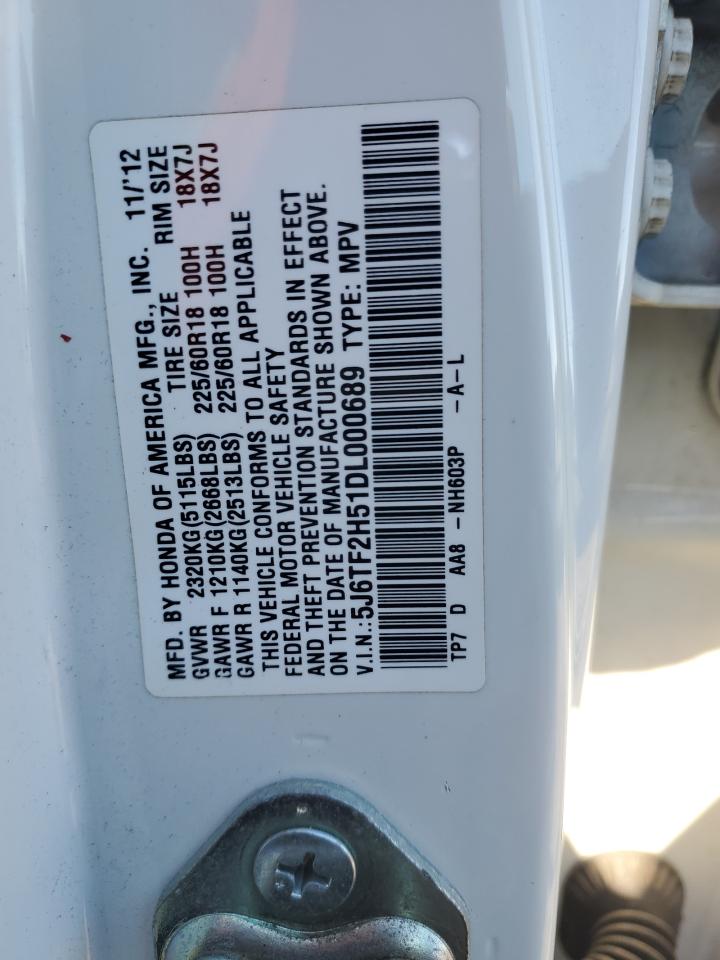 MFD. BY HONDA OF AMERICA MFG., INC. 11/'12
GVWR 2320KG(5115LBS) TIRE SIZE RIM SIZE
GAWR F 1210KG(2668LBS) 225/60R18 100H 18X7J
GAWR R 1140KG(2513LBS) 225/60R18 100H 18X7J
THIS VEHICLE CONFORMS TO ALL APPLICABLE
FEDERAL MOTOR VEHICLE SAFETY
AND THEFT PREVENTION STANDARDS IN EFFECT
ON THE DATE OF MANUFACTURE SHOWN ABOVE.
V.I.N.: 5J6TF2H51DL000689 TYPE: MPV
TP7 D AA8 - NH603P - A - L